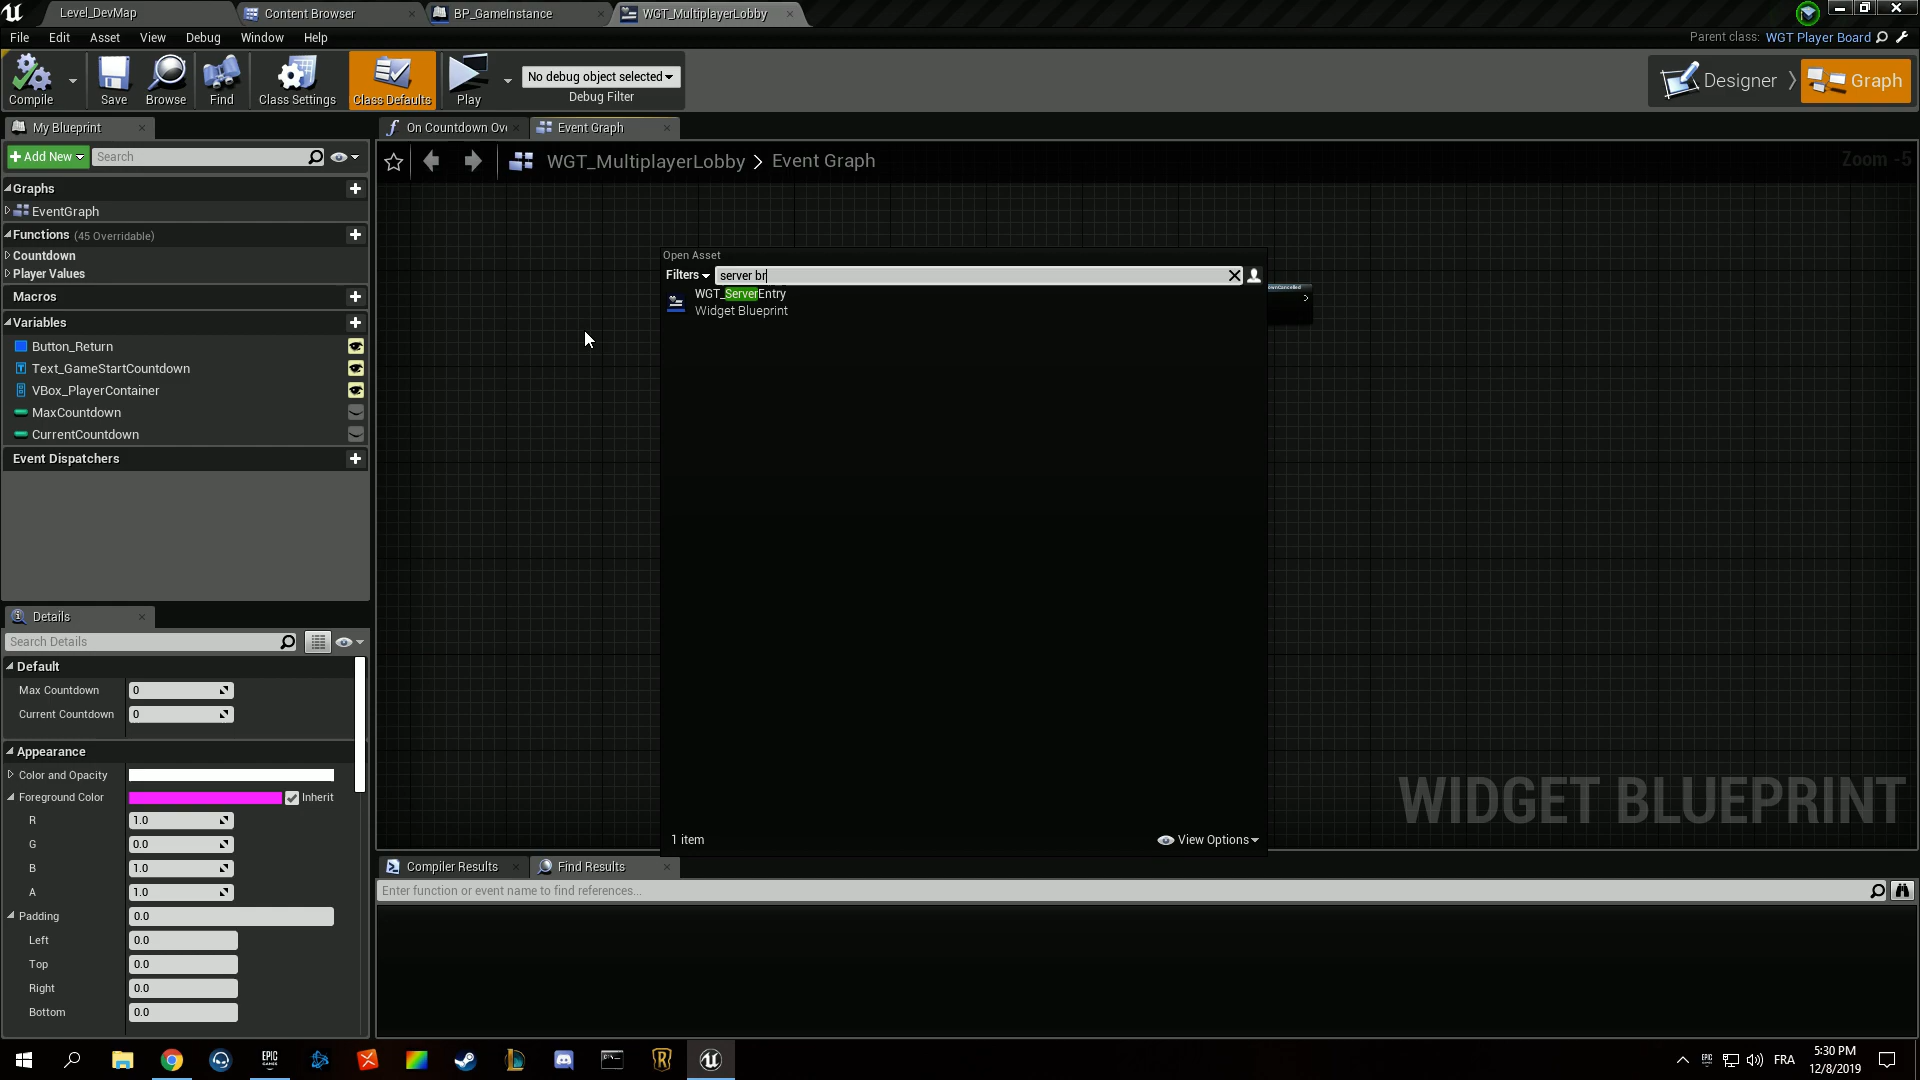 Level_DevMap
Content Browser
BP_GameInstance
WGT_MultiplayerLobby
File Edit Asset View Debug Window Help
Parent class: WGT Player Board
Compile
Save
Browse
Find
Class Settings
Class Defaults
Play
No debug object selected
Debug Filter
Designer
Graph
My Blueprint
On Countdown Ov
Event Graph
Add New
Search
WGT_MultiplayerLobby > Event Graph
Zoom -5
Graphs
EventGraph
Functions (45 Overridable)
Countdown
Player Values
Macros
Variables
Button_Return
Text_GameStartCountdown
VBox_PlayerContainer
MaxCountdown
CurrentCountdown
Event Dispatchers
Open Asset
Filters
server br
WGT_ServerEntry
Widget Blueprint
1 item
View Options
WIDGET BLUEPRINT
Details
Search Details
Default
Max Countdown 0
Current Countdown 0
Appearance
Color and Opacity
Foreground Color Inherit
R 1.0
G 0.0
B 1.0
A 1.0
Padding 0.0
Left 0.0
Top 0.0
Right 0.0
Bottom 0.0
Compiler Results
Find Results
Enter function or event name to find references...
EPIC GAMES
FRA
5:30 PM
12/8/2019